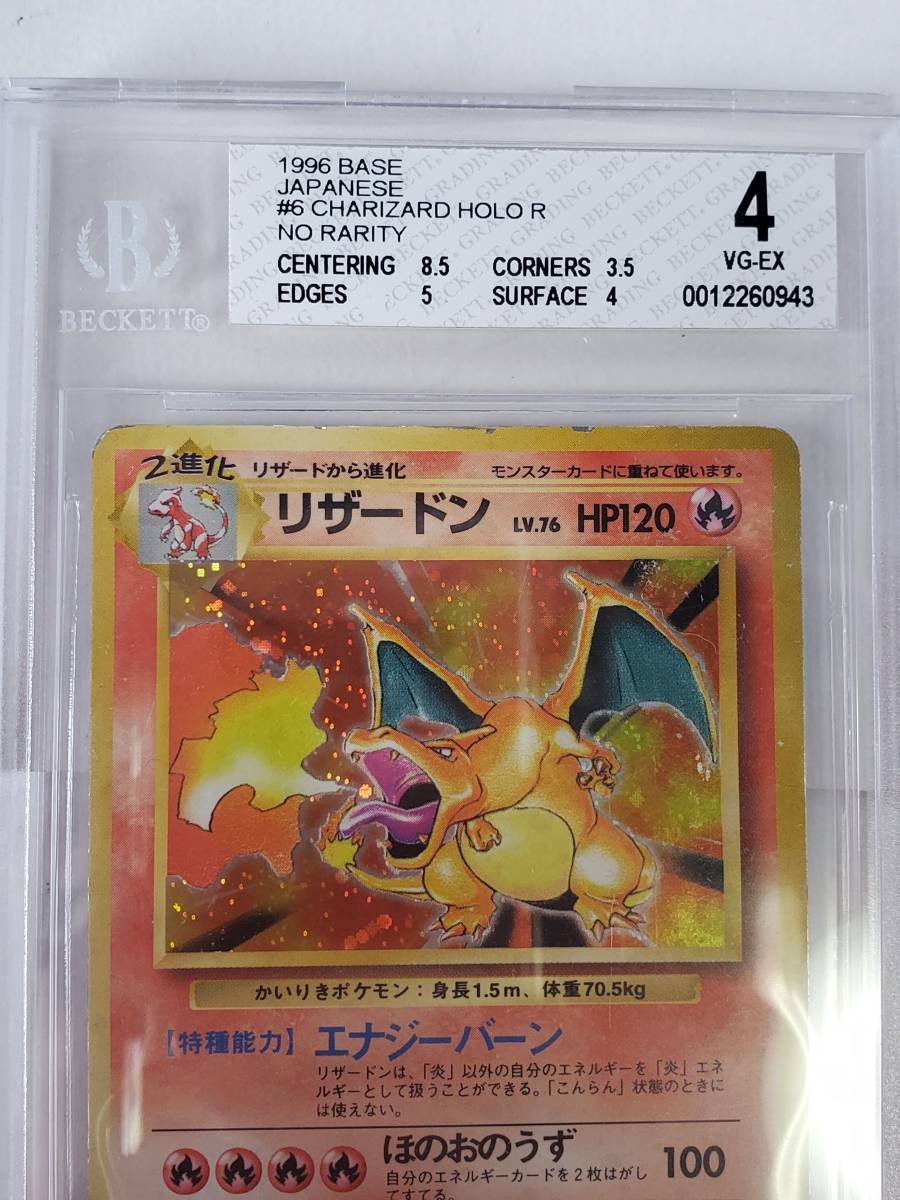 1996 BASE
JAPANESE
#6 CHARIZARD HOLO R
NO RARITY
CENTERING 8.5 CORNERS 3.5
EDGES 5 SURFACE 4
4
VG-EX
0012260943
B
BECKETT®
2進化 リザードから進化 モンスターカードに重ねて使います。
リザードン LV.76 HP120
かいりきポケモン：身長1.5m、体重70.5kg
【特種能力】 エナジーバーン
リザードンは、「炎」以外の自分のエネルギーを「炎」エネ
ルギーとして扱うことができる。「こんらん」状態のときに
は使えない。
ほのおのうず 100
自分のエネルギーカードを2枚はがし
てすてる。